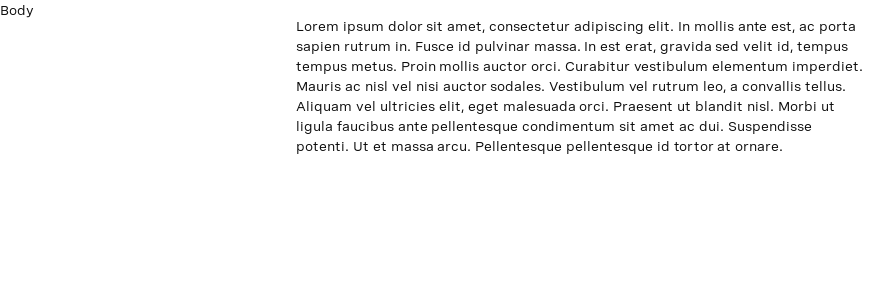 Body
Lorem ipsum dolor sit amet, consectetur adipiscing elit. In mollis ante est, ac porta
sapien rutrum in. Fusce id pulvinar massa. In est erat, gravida sed velit id, tempus
tempus metus. Proin mollis auctor orci. Curabitur vestibulum elementum imperdiet.
Mauris ac nisl vel nisi auctor sodales. Vestibulum vel rutrum leo, a convallis tellus.
Aliquam vel ultricies elit, eget malesuada orci. Praesent ut blandit nisl. Morbi ut
ligula faucibus ante pellentesque condimentum sit amet ac dui. Suspendisse
potenti. Ut et massa arcu. Pellentesque pellentesque id tortor at ornare.